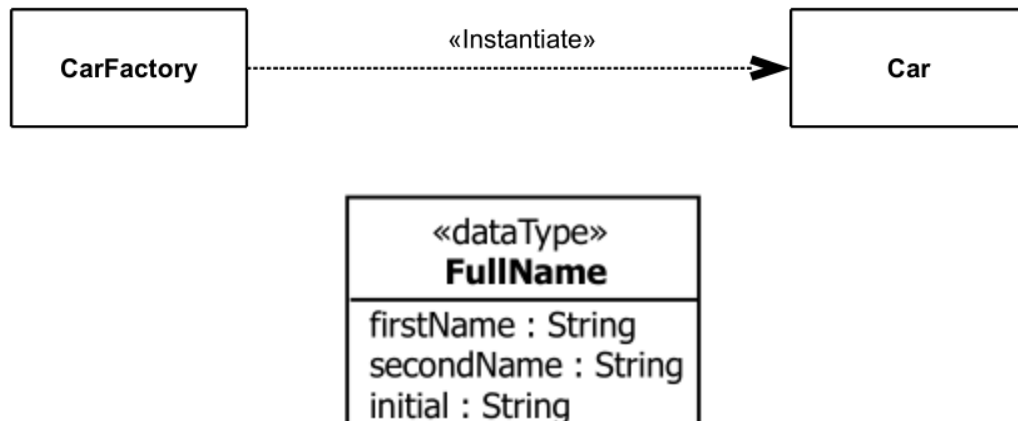 «Instantiate»
CarFactory
Car
«dataType»
FullName
firstName : String
secondName : String
initial : String